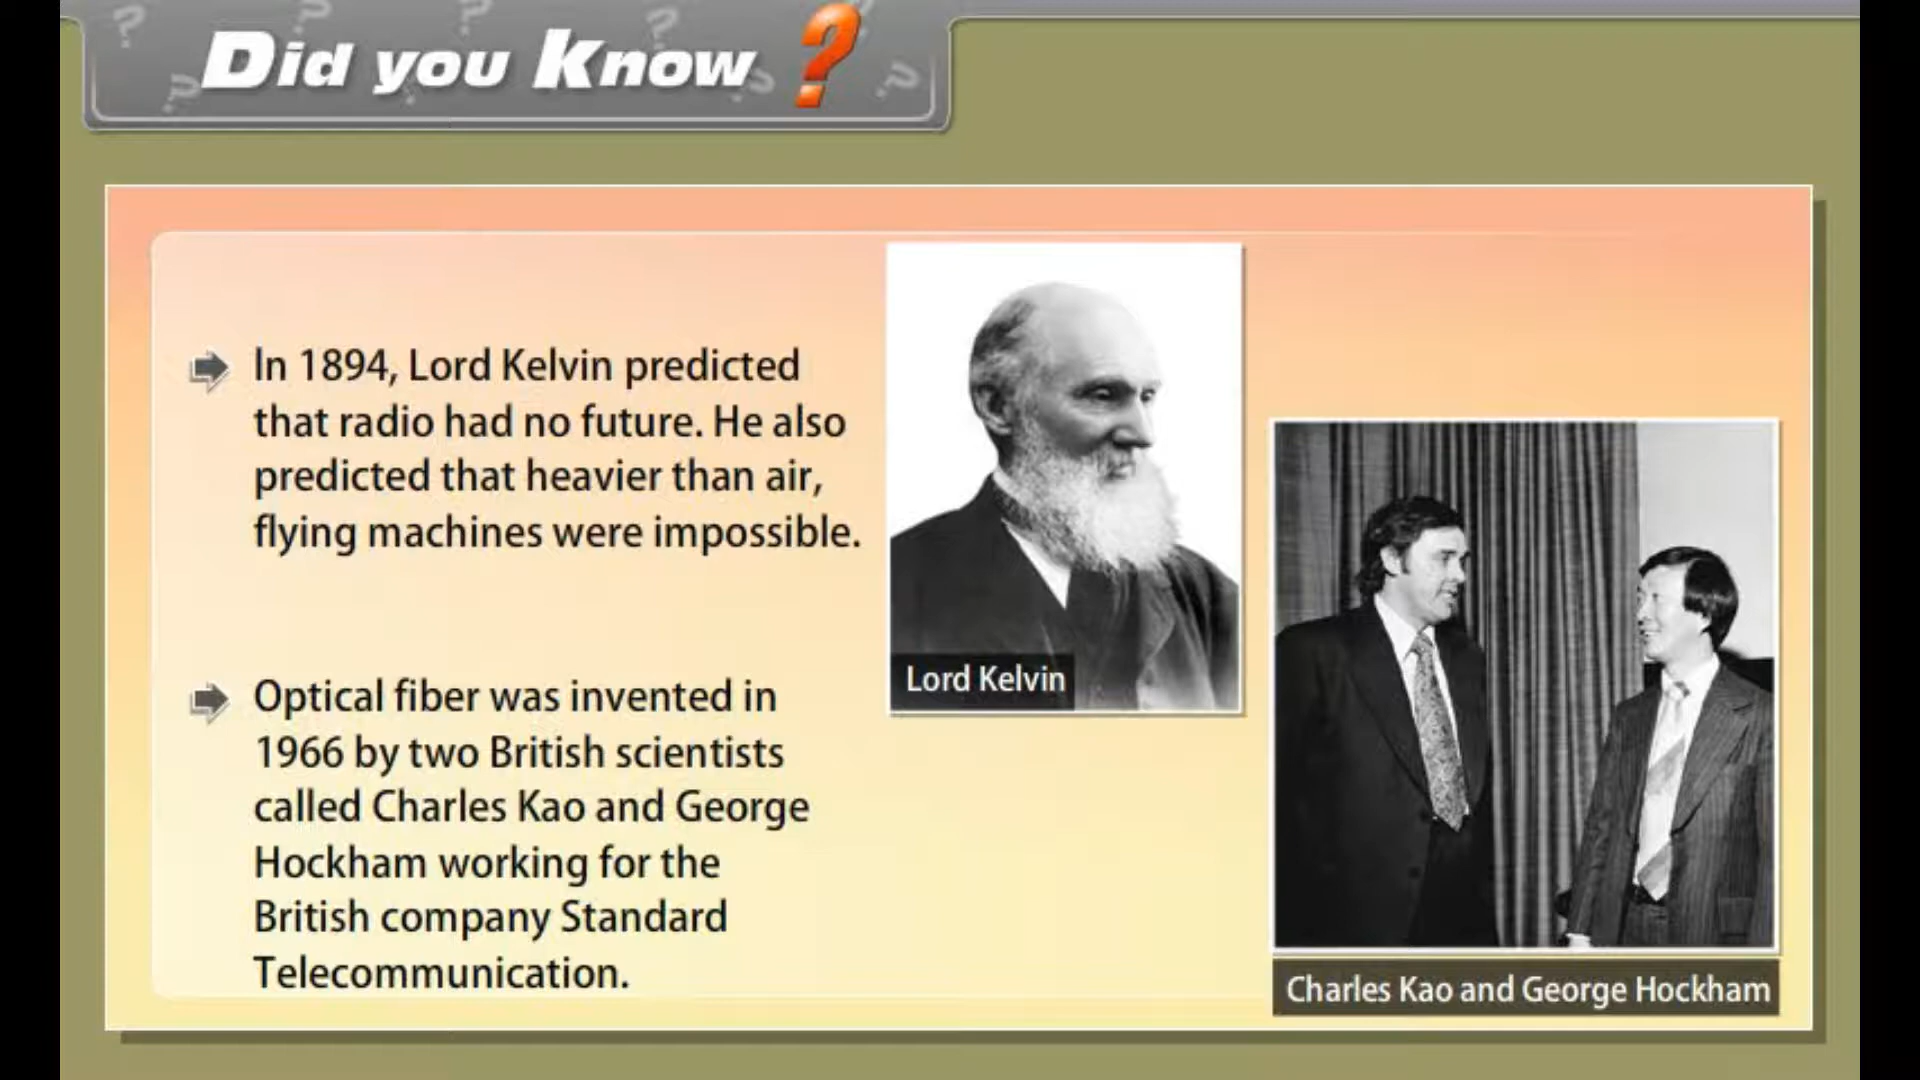 Did you Know ?
In 1894, Lord Kelvin predicted
that radio had no future. He also
predicted that heavier than air,
flying machines were impossible.
Lord Kelvin
Optical fiber was invented in
1966 by two British scientists
called Charles Kao and George
Hockham working for the
British company Standard
Telecommunication.
Charles Kao and George Hockham